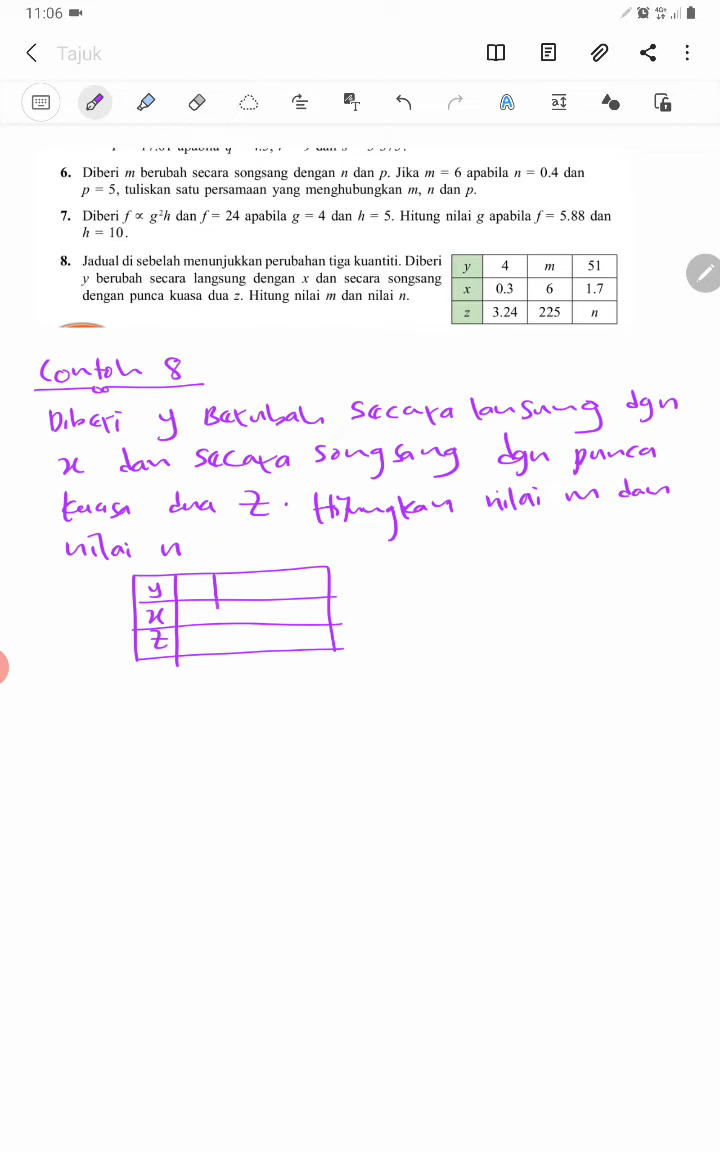 11:06
4G+
Tajuk
6. Diberi m berubah secara songsang dengan n dan p. Jika m = 6 apabila n = 0.4 dan
p = 5, tuliskan satu persamaan yang menghubungkan m, n dan p.
7. Diberi f ∝ g²h dan f = 24 apabila g = 4 dan h = 5. Hitung nilai g apabila f = 5.88 dan
h = 10.
8. Jadual di sebelah menunjukkan perubahan tiga kuantiti. Diberi
y berubah secara langsung dengan x dan secara songsang
dengan punca kuasa dua z. Hitung nilai m dan nilai n.
y 4 m 51
x 0.3 6 1.7
z 3.24 225 n
Contoh 8
Diberi y Berubah secara lansung dgn
x dan secara songsang dgn punca
kuasa dua z. Hitungkan nilai m dan
nilai n
y
x
z